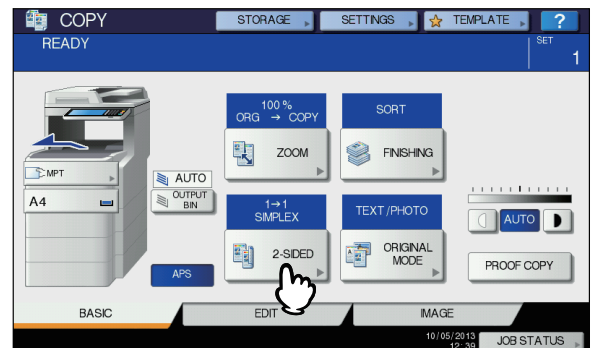 COPY
STORAGE
SETTINGS
TEMPLATE
?
READY
SET
1
100 %
ORG → COPY
SORT
ZOOM
FINISHING
MPT
A4
AUTO
OUTPUT
BIN
1→1
SIMPLEX
TEXT/PHOTO
AUTO
2-SIDED
ORIGINAL
MODE
APS
PROOF COPY
BASIC
EDIT
IMAGE
10/05/2013
12:39
JOB STATUS